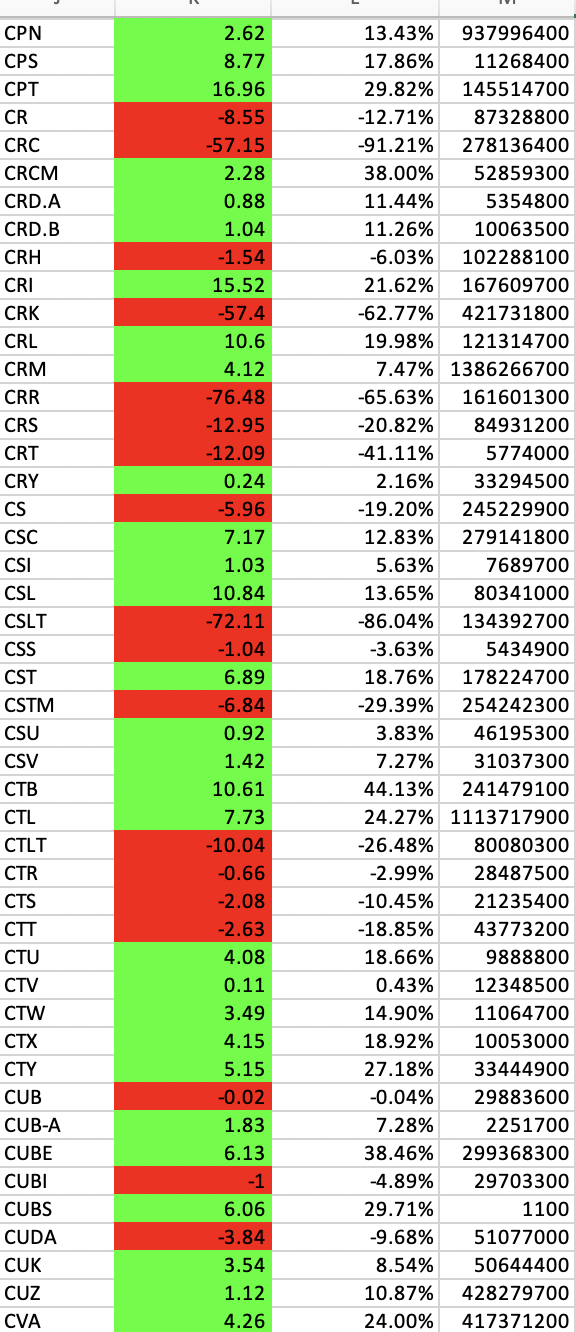 CPN 2.62 13.43% 937996400
CPS 8.77 17.86% 11268400
CPT 16.96 29.82% 145514700
CR -8.55 -12.71% 87328800
CRC -57.15 -91.21% 278136400
CRCM 2.28 38.00% 52859300
CRD.A 0.88 11.44% 5354800
CRD.B 1.04 11.26% 10063500
CRH -1.54 -6.03% 102288100
CRI 15.52 21.62% 167609700
CRK -57.4 -62.77% 421731800
CRL 10.6 19.98% 121314700
CRM 4.12 7.47% 1386266700
CRR -76.48 -65.63% 161601300
CRS -12.95 -20.82% 84931200
CRT -12.09 -41.11% 5774000
CRY 0.24 2.16% 33294500
CS -5.96 -19.20% 245229900
CSC 7.17 12.83% 279141800
CSI 1.03 5.63% 7689700
CSL 10.84 13.65% 80341000
CSLT -72.11 -86.04% 134392700
CSS -1.04 -3.63% 5434900
CST 6.89 18.76% 178224700
CSTM -6.84 -29.39% 254242300
CSU 0.92 3.83% 46195300
CSV 1.42 7.27% 31037300
CTB 10.61 44.13% 241479100
CTL 7.73 24.27% 1113717900
CTLT -10.04 -26.48% 80080300
CTR -0.66 -2.99% 28487500
CTS -2.08 -10.45% 21235400
CTT -2.63 -18.85% 43773200
CTU 4.08 18.66% 9888800
CTV 0.11 0.43% 12348500
CTW 3.49 14.90% 11064700
CTX 4.15 18.92% 10053000
CTY 5.15 27.18% 33444900
CUB -0.02 -0.04% 29883600
CUB-A 1.83 7.28% 2251700
CUBE 6.13 38.46% 299368300
CUBI -1 -4.89% 29703300
CUBS 6.06 29.71% 1100
CUDA -3.84 -9.68% 51077000
CUK 3.54 8.54% 50644400
CUZ 1.12 10.87% 428279700
CVA 4.26 24.00% 417371200